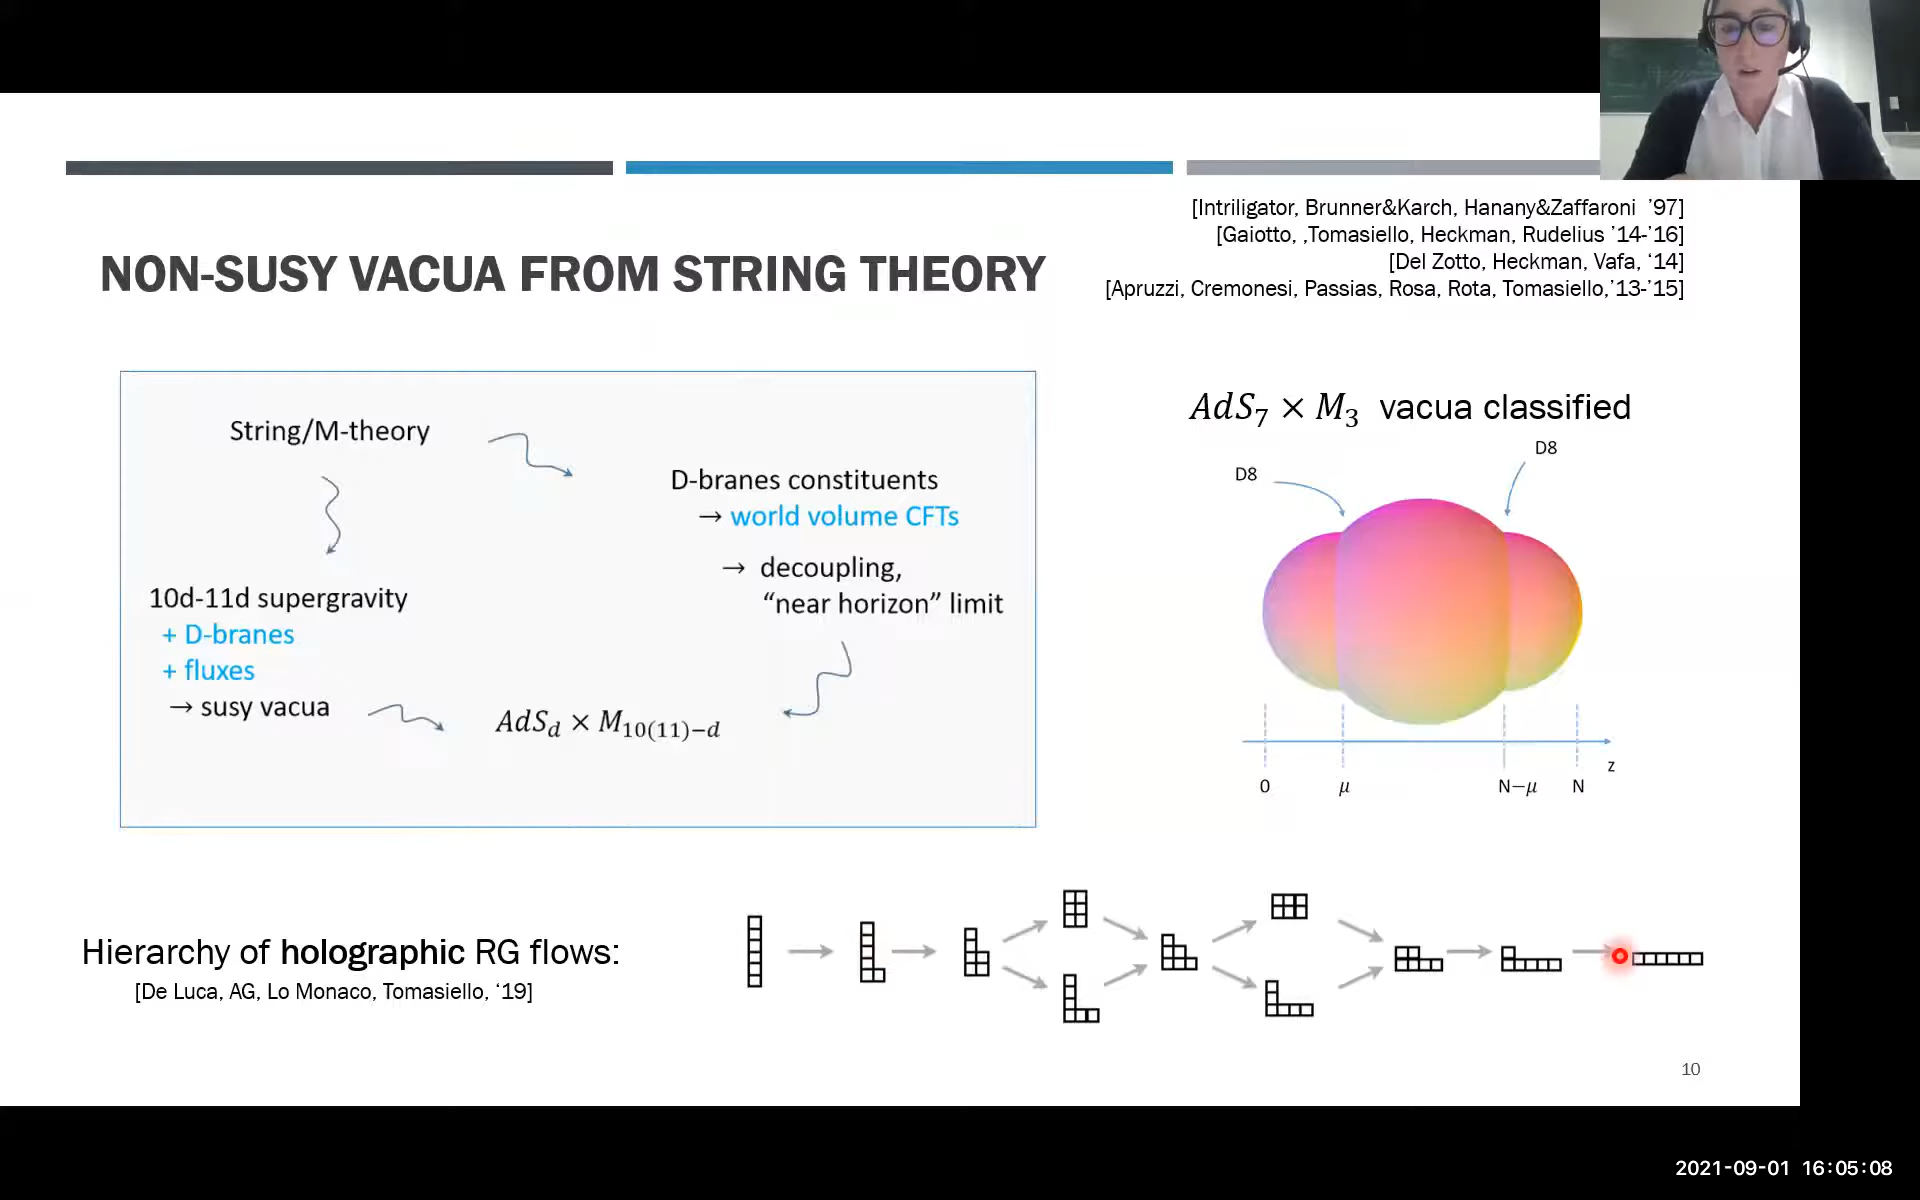 [Intriligator, Brunner&Karch, Hanany&Zaffaroni ’97]
[Gaiotto, ,Tomasiello, Heckman, Rudelius ’14-’16]
[Del Zotto, Heckman, Vafa, ‘14]
[Apruzzi, Cremonesi, Passias, Rosa, Rota, Tomasiello,’13-’15]
NON-SUSY VACUA FROM STRING THEORY
String/M-theory
D-branes constituents
→ world volume CFTs
→ decoupling,
“near horizon” limit
10d-11d supergravity
+ D-branes
+ fluxes
→ susy vacua
AdS_d × M_{10(11)−d}
AdS_7 × M_3 vacua classified
D8
D8
z
0 μ N−μ N
Hierarchy of holographic RG flows:
[De Luca, AG, Lo Monaco, Tomasiello, ‘19]
10
2021-09-01 16:05:08